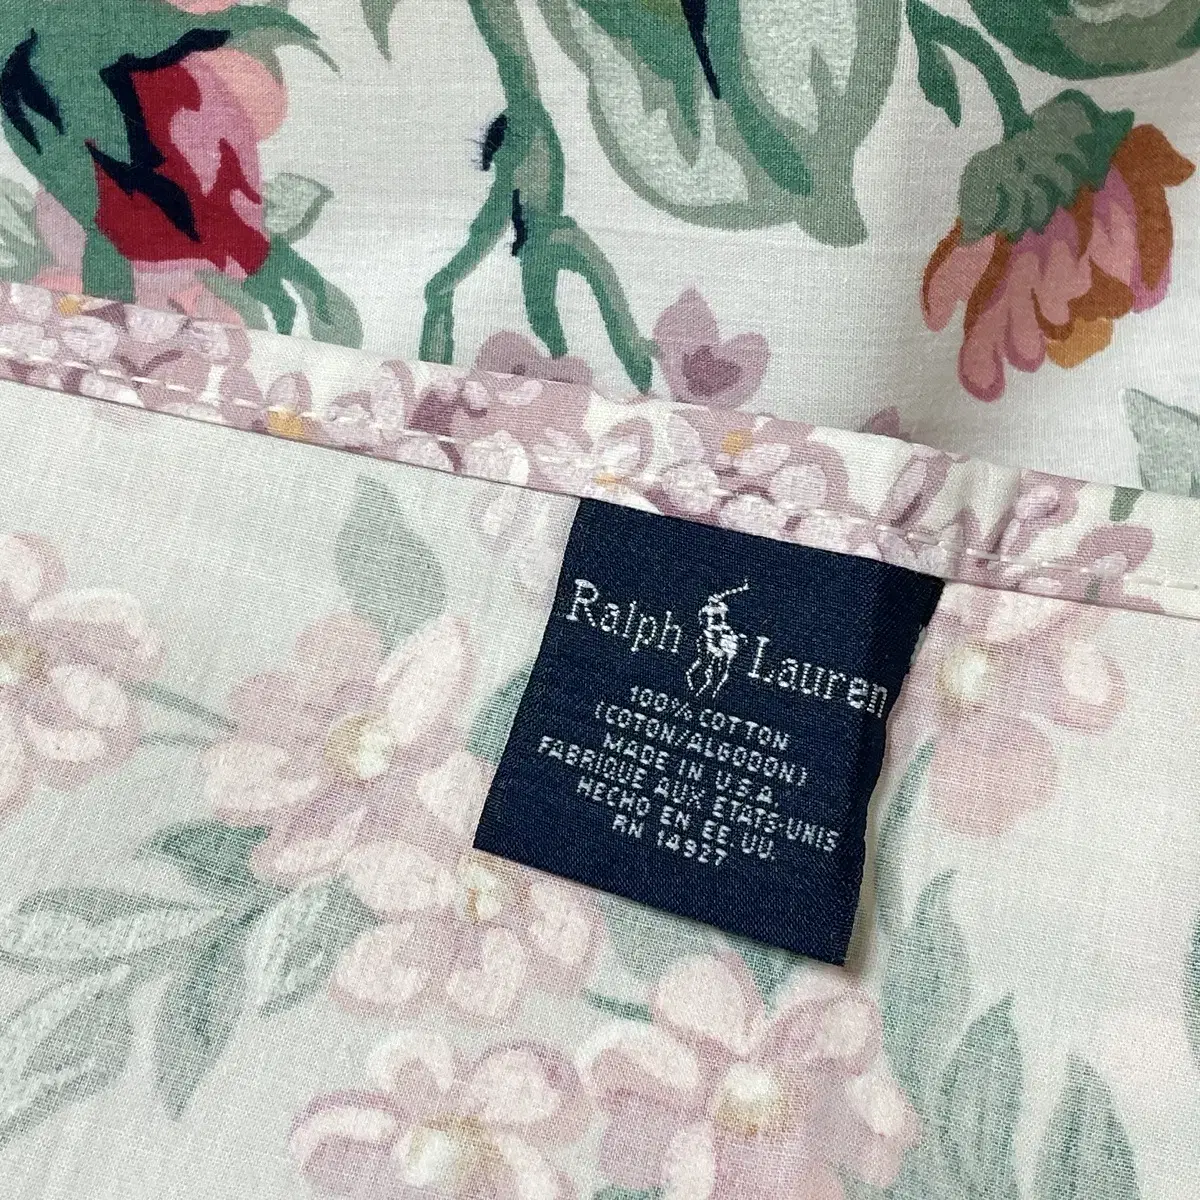 Ralph Lauren
100% COTTON
(COTON/ALGODON)
MADE IN U.S.A.
FABRIQUE AUX ETATS-UNIS
HECHO EN EE.UU.
RN 14927